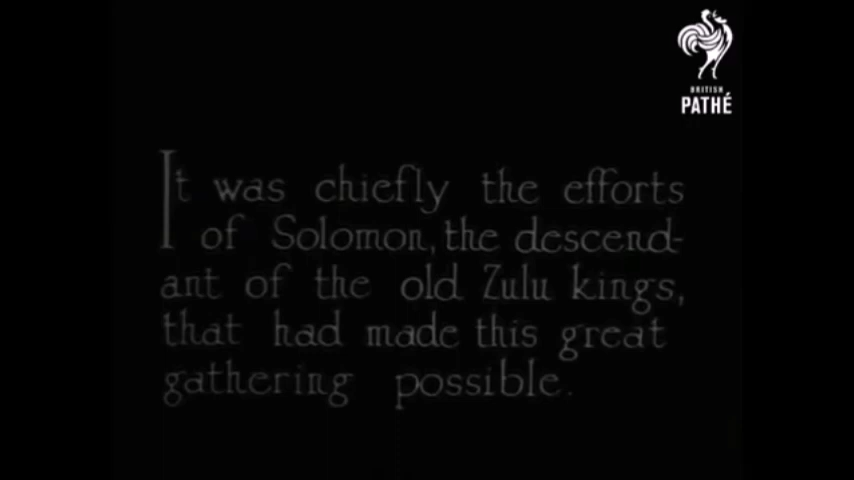 BRITISH
PATHÉ
It was chiefly the efforts
of Solomon, the descend-
ant of the old Zulu kings,
that had made this great
gathering possible.